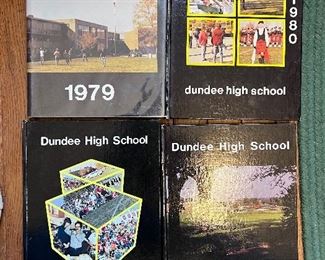 1979
1980
dundee high school
Dundee High School
Dundee High School